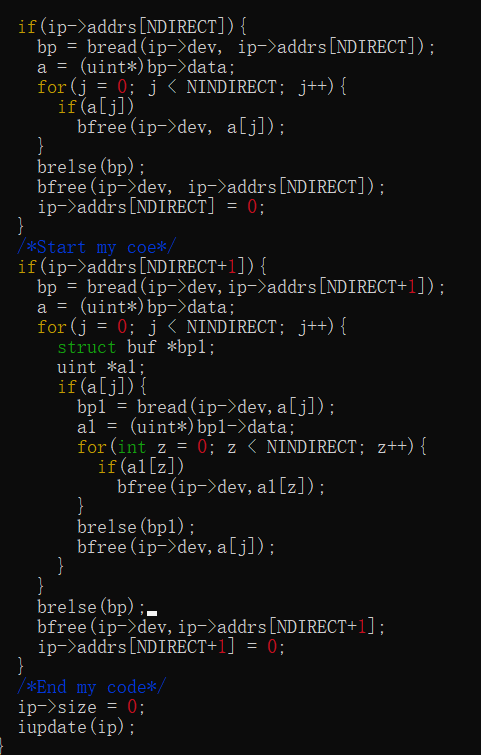 if(ip->addrs[NDIRECT]){
bp = bread(ip->dev, ip->addrs[NDIRECT]);
a = (uint*)bp->data;
for(j = 0; j < NINDIRECT; j++){
if(a[j])
bfree(ip->dev, a[j]);
}
brelse(bp);
bfree(ip->dev, ip->addrs[NDIRECT]);
ip->addrs[NDIRECT] = 0;
}
/*Start my coe*/
if(ip->addrs[NDIRECT+1]){
bp = bread(ip->dev,ip->addrs[NDIRECT+1]);
a = (uint*)bp->data;
for(j = 0; j < NINDIRECT; j++){
struct buf *bp1;
uint *a1;
if(a[j]){
bp1 = bread(ip->dev,a[j]);
a1 = (uint*)bp1->data;
for(int z = 0; z < NINDIRECT; z++){
if(a1[z])
bfree(ip->dev,a1[z]);
}
brelse(bp1);
bfree(ip->dev,a[j]);
}
}
brelse(bp);
bfree(ip->dev,ip->addrs[NDIRECT+1];
ip->addrs[NDIRECT+1] = 0;
}
/*End my code*/
ip->size = 0;
iupdate(ip);
}